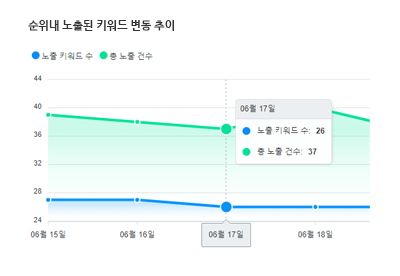 순위내 노출된 키워드 변동 추이
노출 키워드 수 총 노출 건수
44
40
36
32
28
24
06월 17일
노출 키워드 수: 26
총 노출 건수: 37
06월 15일 06월 16일 06월 17일 06월 18일